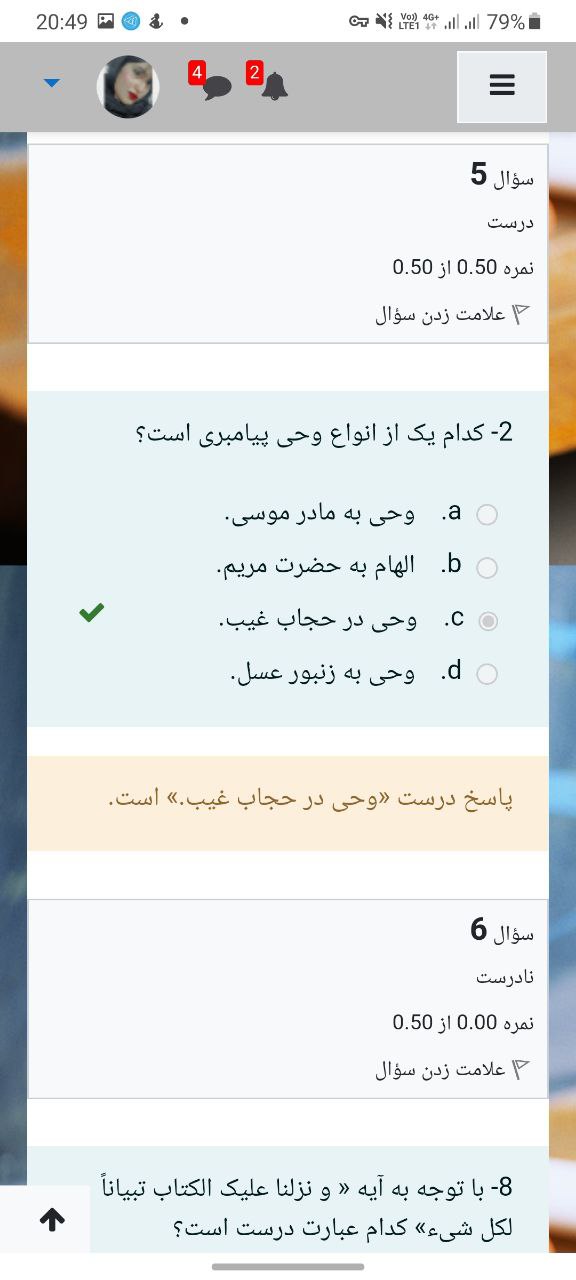 20:49
Vo) LTE1 4G+ 79%
4 2
سؤال 5
درست
نمره 0.50 از 0.50
علامت زدن سؤال
2- کدام یک از انواع وحی پیامبری است؟
a. وحی به مادر موسی.
b. الهام به حضرت مریم.
c. وحی در حجاب غیب.
d. وحی به زنبور عسل.
پاسخ درست «وحی در حجاب غیب.» است.
سؤال 6
نادرست
نمره 0.00 از 0.50
علامت زدن سؤال
8- با توجه به آیه « و نزلنا علیک الکتاب تبیاناً
لکل شیء» کدام عبارت درست است؟